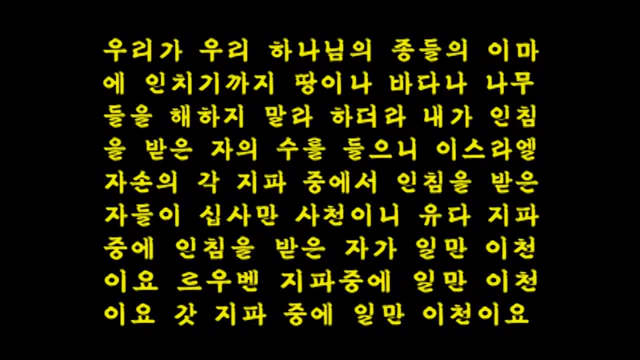 우리가 우리 하나님의 종들의 이마
에 인치기까지 땅이나 바다나 나무
들을 해하지 말라 하더라 내가 인침
을 받은 자의 수를 들으니 이스라엘
자손의 각 지파 중에서 인침을 받은
자들이 십사만 사천이니 유다 지파
중에 인침을 받은 자가 일만 이천
이요 르우벤 지파중에 일만 이천
이요 갓 지파 중에 일만 이천이요